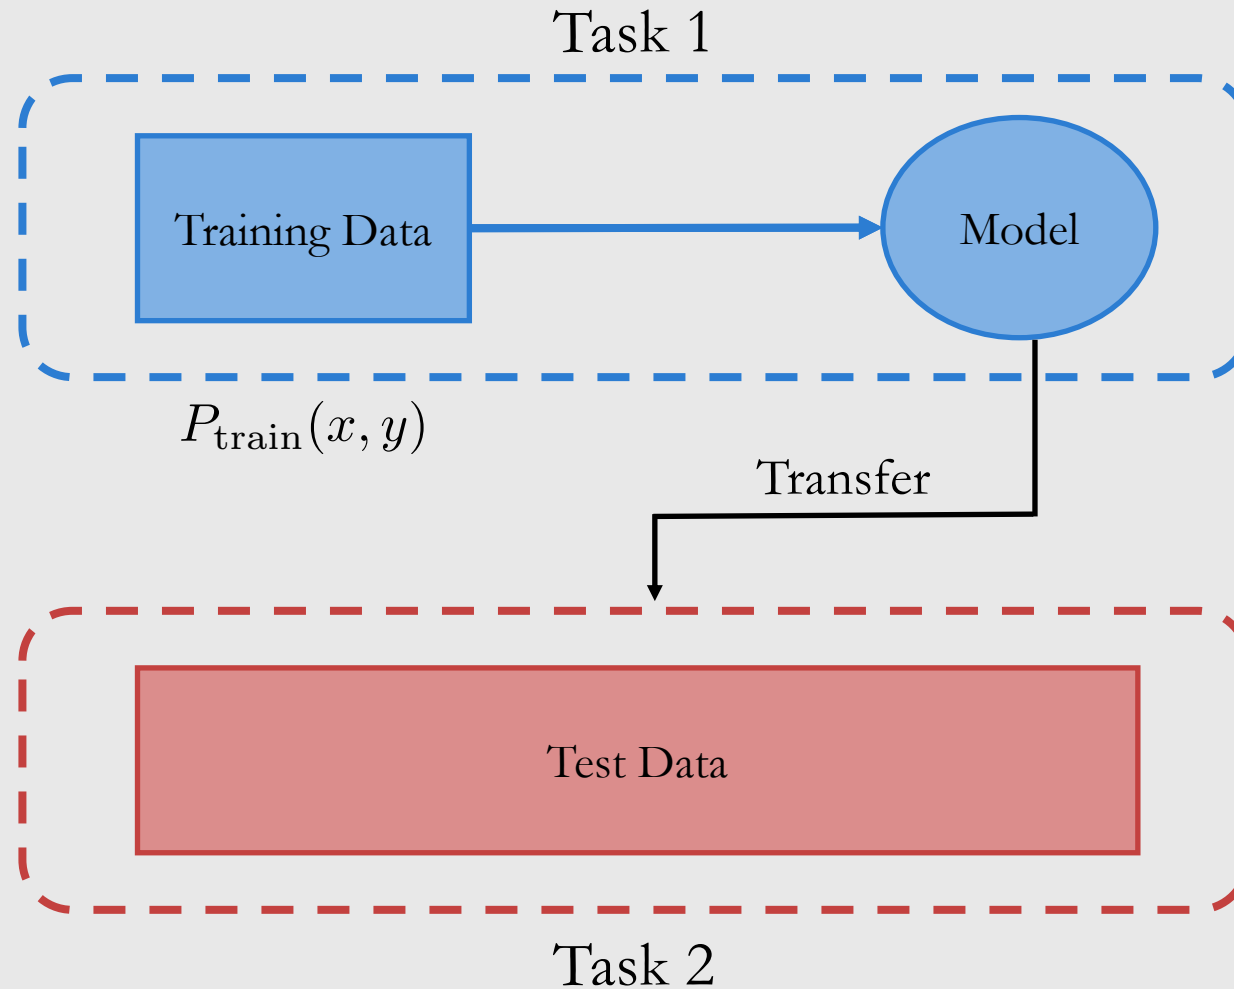 Task 1
Training Data
Model
P_train(x, y)
Transfer
Test Data
Task 2